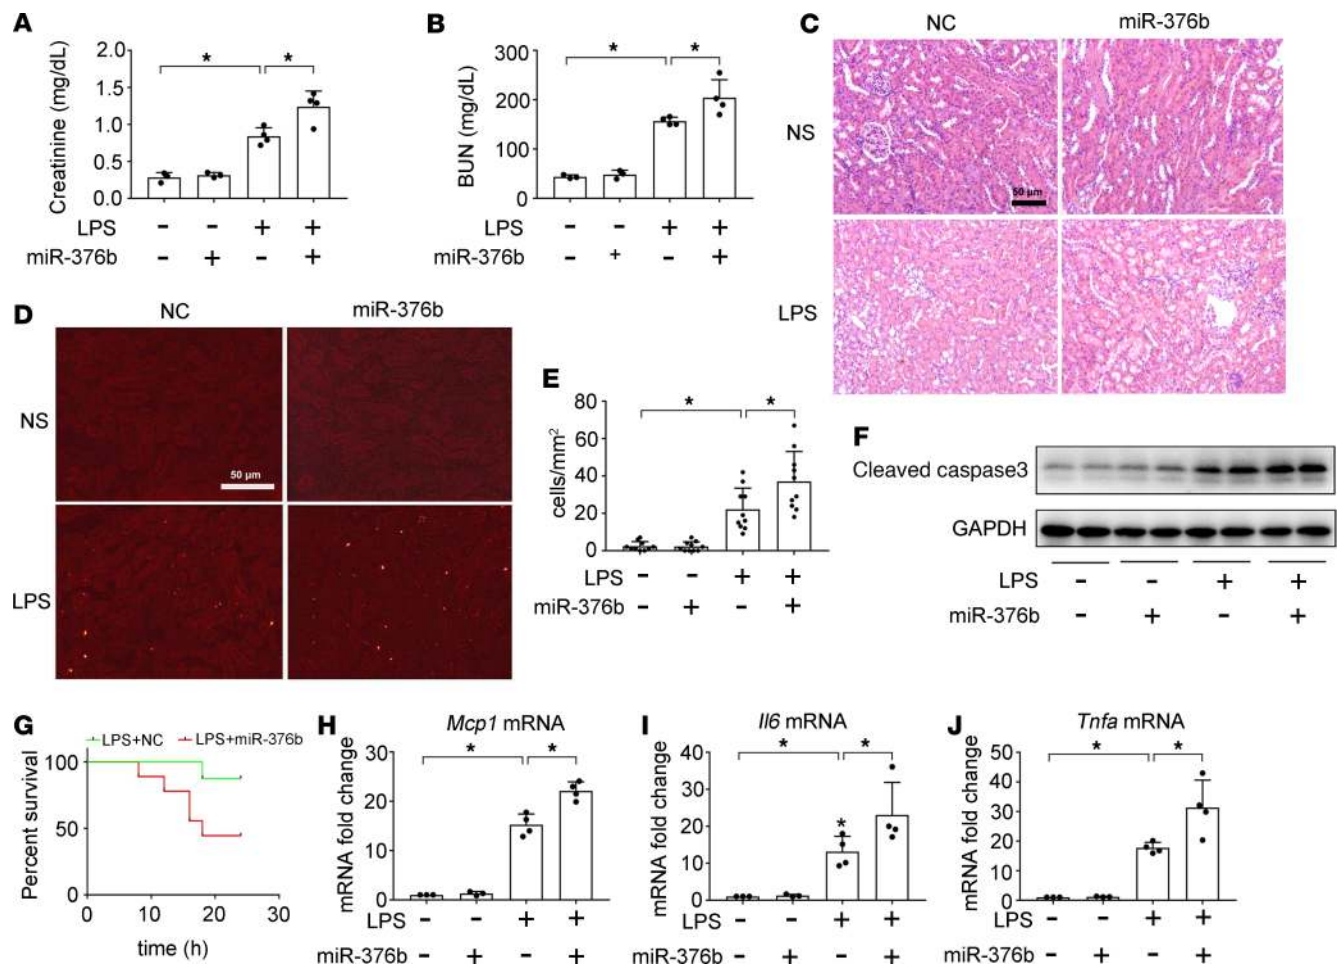 A
Creatinine (mg/dL)
2.0
1.5
1.0
0.5
0.0
* *
LPS - - + +
miR-376b - + - +
B
BUN (mg/dL)
300
200
100
0
* *
LPS - - + +
miR-376b - + - +
C
NC miR-376b
NS
50 µm
LPS
D
NC miR-376b
NS
50 µm
LPS
E
cells/mm²
80
60
40
20
0
* *
LPS - - + +
miR-376b - + - +
F
Cleaved caspase3
GAPDH
LPS - - + +
miR-376b - + - +
G
LPS+NC LPS+miR-376b
Percent survival
100
50
0
0 10 20 30
time (h)
H
Mcp1 mRNA
mRNA fold change
30
20
10
0
* *
LPS - - + +
miR-376b - + - +
I
Il6 mRNA
mRNA fold change
40
30
20
10
0
* *
*
LPS - - + +
miR-376b - + - +
J
Tnfa mRNA
mRNA fold change
50
40
30
20
10
0
* *
LPS - - + +
miR-376b - + - +